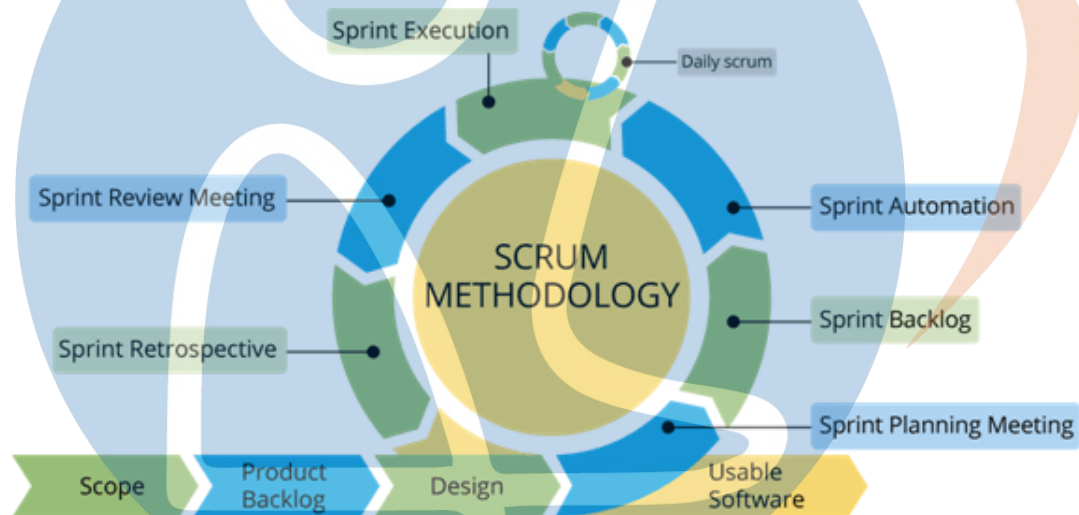 Sprint Execution
Daily scrum
Sprint Review Meeting
Sprint Automation
SCRUM
METHODOLOGY
Sprint Backlog
Sprint Retrospective
Sprint Planning Meeting
Scope
Product
Backlog
Design
Usable
Software